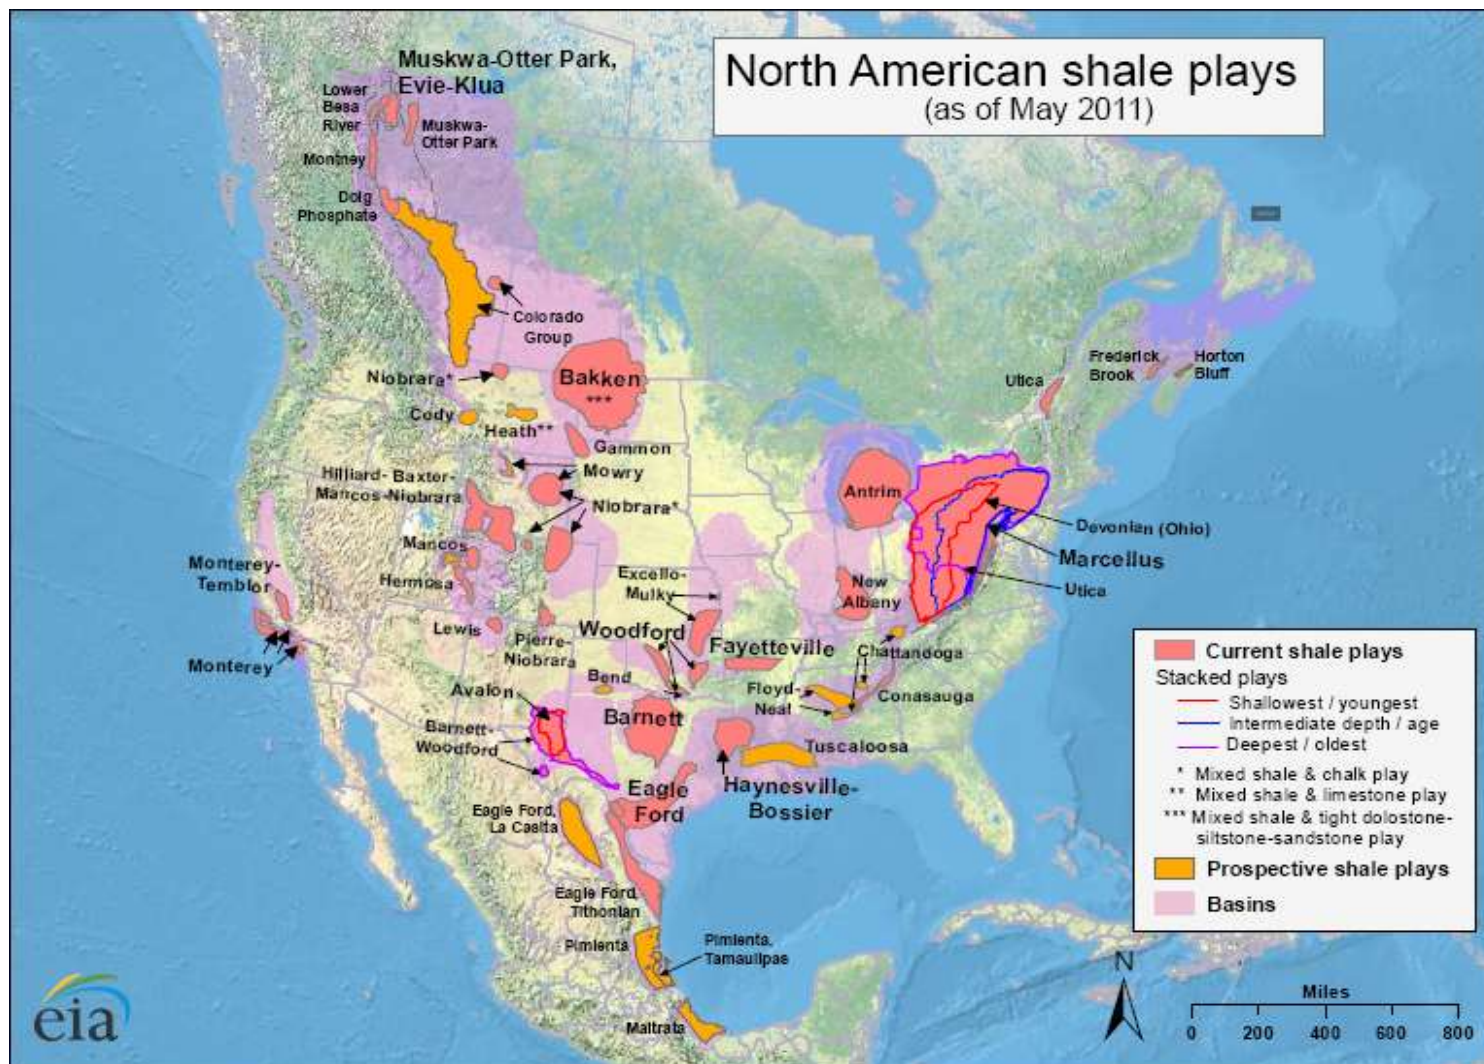 North American shale plays
(as of May 2011)
Muskwa-Otter Park,
Evie-Klua
Lower
Besa
River
Muskwa-
Otter Park
Montney
Doig
Phosphate
Colorado
Group
Niobrara*
Bakken
***
Cody
Heath**
Gammon
Mowry
Hilliard-Baxter-
Mancos-Niobrara
Niobrara*
Mancos
Hermosa
Monterey-
Temblor
Monterey
Lewis
Pierre-
Niobrara
Excello-
Mulky
Woodford
Fayetteville
Bend
Avalon
Barnett
Barnett-
Woodford
Eagle
Ford
Haynesville-
Bossier
Tuscaloosa
Floyd-
Neal
Chattanooga
Conasauga
New
Albany
Antrim
Devonian (Ohio)
Marcellus
Utica
Utica
Frederick
Brook
Horton
Bluff
Eagle Ford,
La Casita
Eagle Ford,
Tithonian
Pimienta
Pimienta,
Tamaulipas
Maltrata
Current shale plays
Stacked plays
Shallowest / youngest
Intermediate depth / age
Deepest / oldest
* Mixed shale & chalk play
** Mixed shale & limestone play
*** Mixed shale & tight dolostone-
siltstone-sandstone play
Prospective shale plays
Basins
N
Miles
0 200 400 600 800
eia